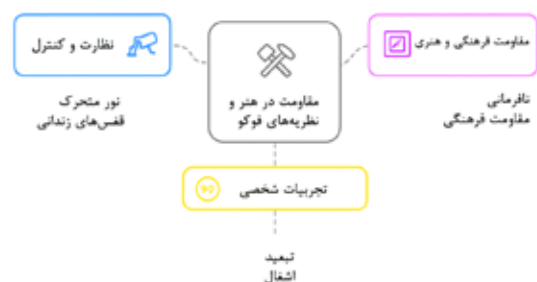 مقاومت فرهنگی و هنری
نافرمانی
مقاومت فرهنگی
مقاومت در هنر و
نظریه‌های فوکو
نظارت و کنترل
نور متحرک
قفس‌های زندانی
تجربیات شخصی
تبعید
اشغال